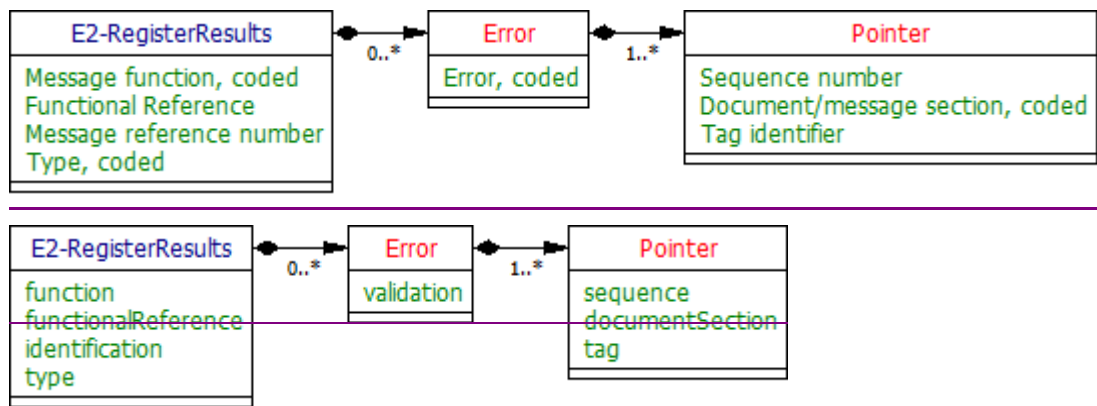 E2-RegisterResults
Message function, coded
Functional Reference
Message reference number
Type, coded
0..*
Error
Error, coded
1..*
Pointer
Sequence number
Document/message section, coded
Tag identifier
E2-RegisterResults
function
functionalReference
identification
type
0..*
Error
validation
1..*
Pointer
sequence
documentSection
tag